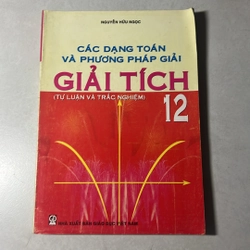 NGUYỄN HỮU NGỌC
CÁC DẠNG TOÁN
VÀ PHƯƠNG PHÁP GIẢI
GIẢI TÍCH
(TỰ LUẬN VÀ TRẮC NGHIỆM)
12
NHÀ XUẤT BẢN GIÁO DỤC VIỆT NAM